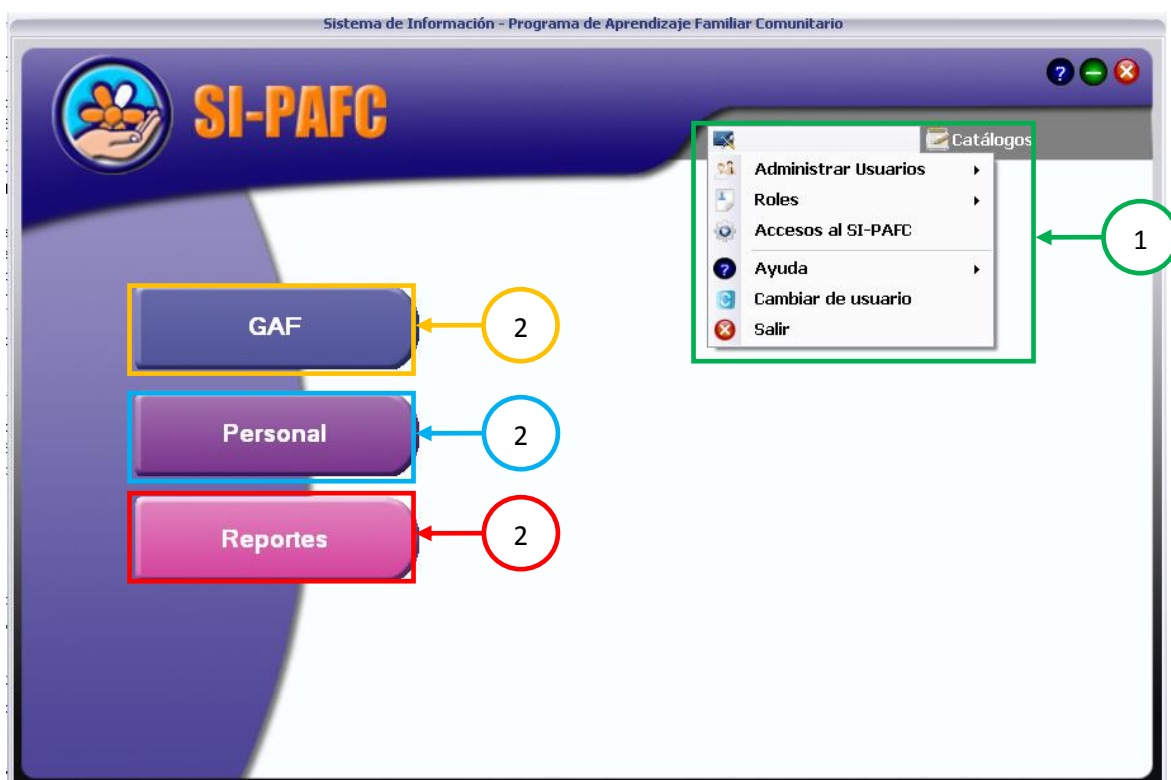 Sistema de Información - Programa de Aprendizaje Familiar Comunitario
SI-PAFC
?
Catálogos
Administrar Usuarios
Roles
Accesos al SI-PAFC
? Ayuda
Cambiar de usuario
Salir
1
GAF
2
Personal
2
Reportes
2